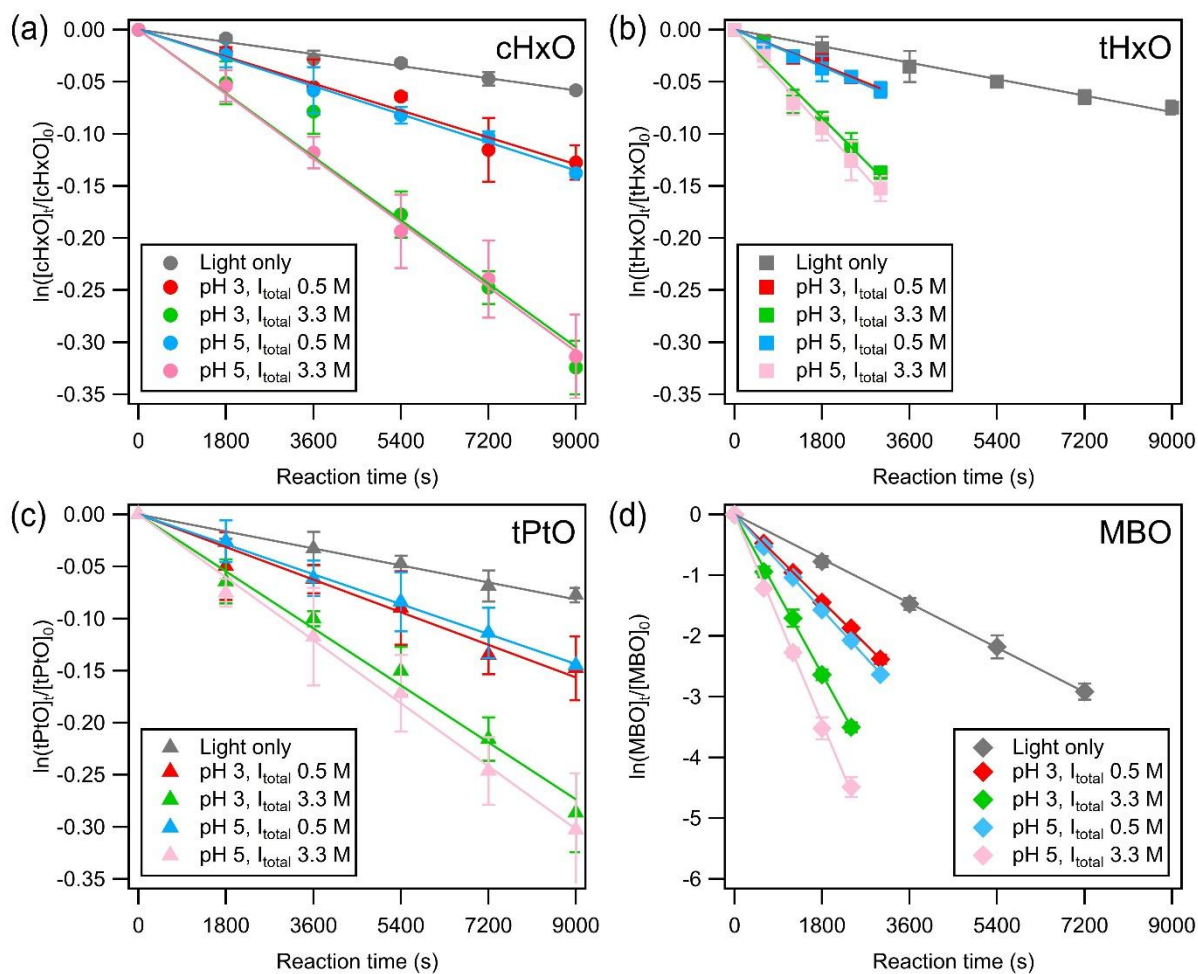 (a)
cHxO
ln([cHxO]t/[cHxO]0)
0.00
-0.05
-0.10
-0.15
-0.20
-0.25
-0.30
-0.35
Light only
pH 3, Itotal 0.5 M
pH 3, Itotal 3.3 M
pH 5, Itotal 0.5 M
pH 5, Itotal 3.3 M
0 1800 3600 5400 7200 9000
Reaction time (s)
(b)
tHxO
ln([tHxO]t/[tHxO]0)
0.00
-0.05
-0.10
-0.15
-0.20
-0.25
-0.30
-0.35
Light only
pH 3, Itotal 0.5 M
pH 3, Itotal 3.3 M
pH 5, Itotal 0.5 M
pH 5, Itotal 3.3 M
0 1800 3600 5400 7200 9000
Reaction time (s)
(c)
tPtO
ln(tPtO]t/[tPtO]0)
0.00
-0.05
-0.10
-0.15
-0.20
-0.25
-0.30
-0.35
Light only
pH 3, Itotal 0.5 M
pH 3, Itotal 3.3 M
pH 5, Itotal 0.5 M
pH 5, Itotal 3.3 M
0 1800 3600 5400 7200 9000
Reaction time (s)
(d)
MBO
ln(MBO]t/[MBO]0)
0
-1
-2
-3
-4
-5
-6
Light only
pH 3, Itotal 0.5 M
pH 3, Itotal 3.3 M
pH 5, Itotal 0.5 M
pH 5, Itotal 3.3 M
0 1800 3600 5400 7200 9000
Reaction time (s)